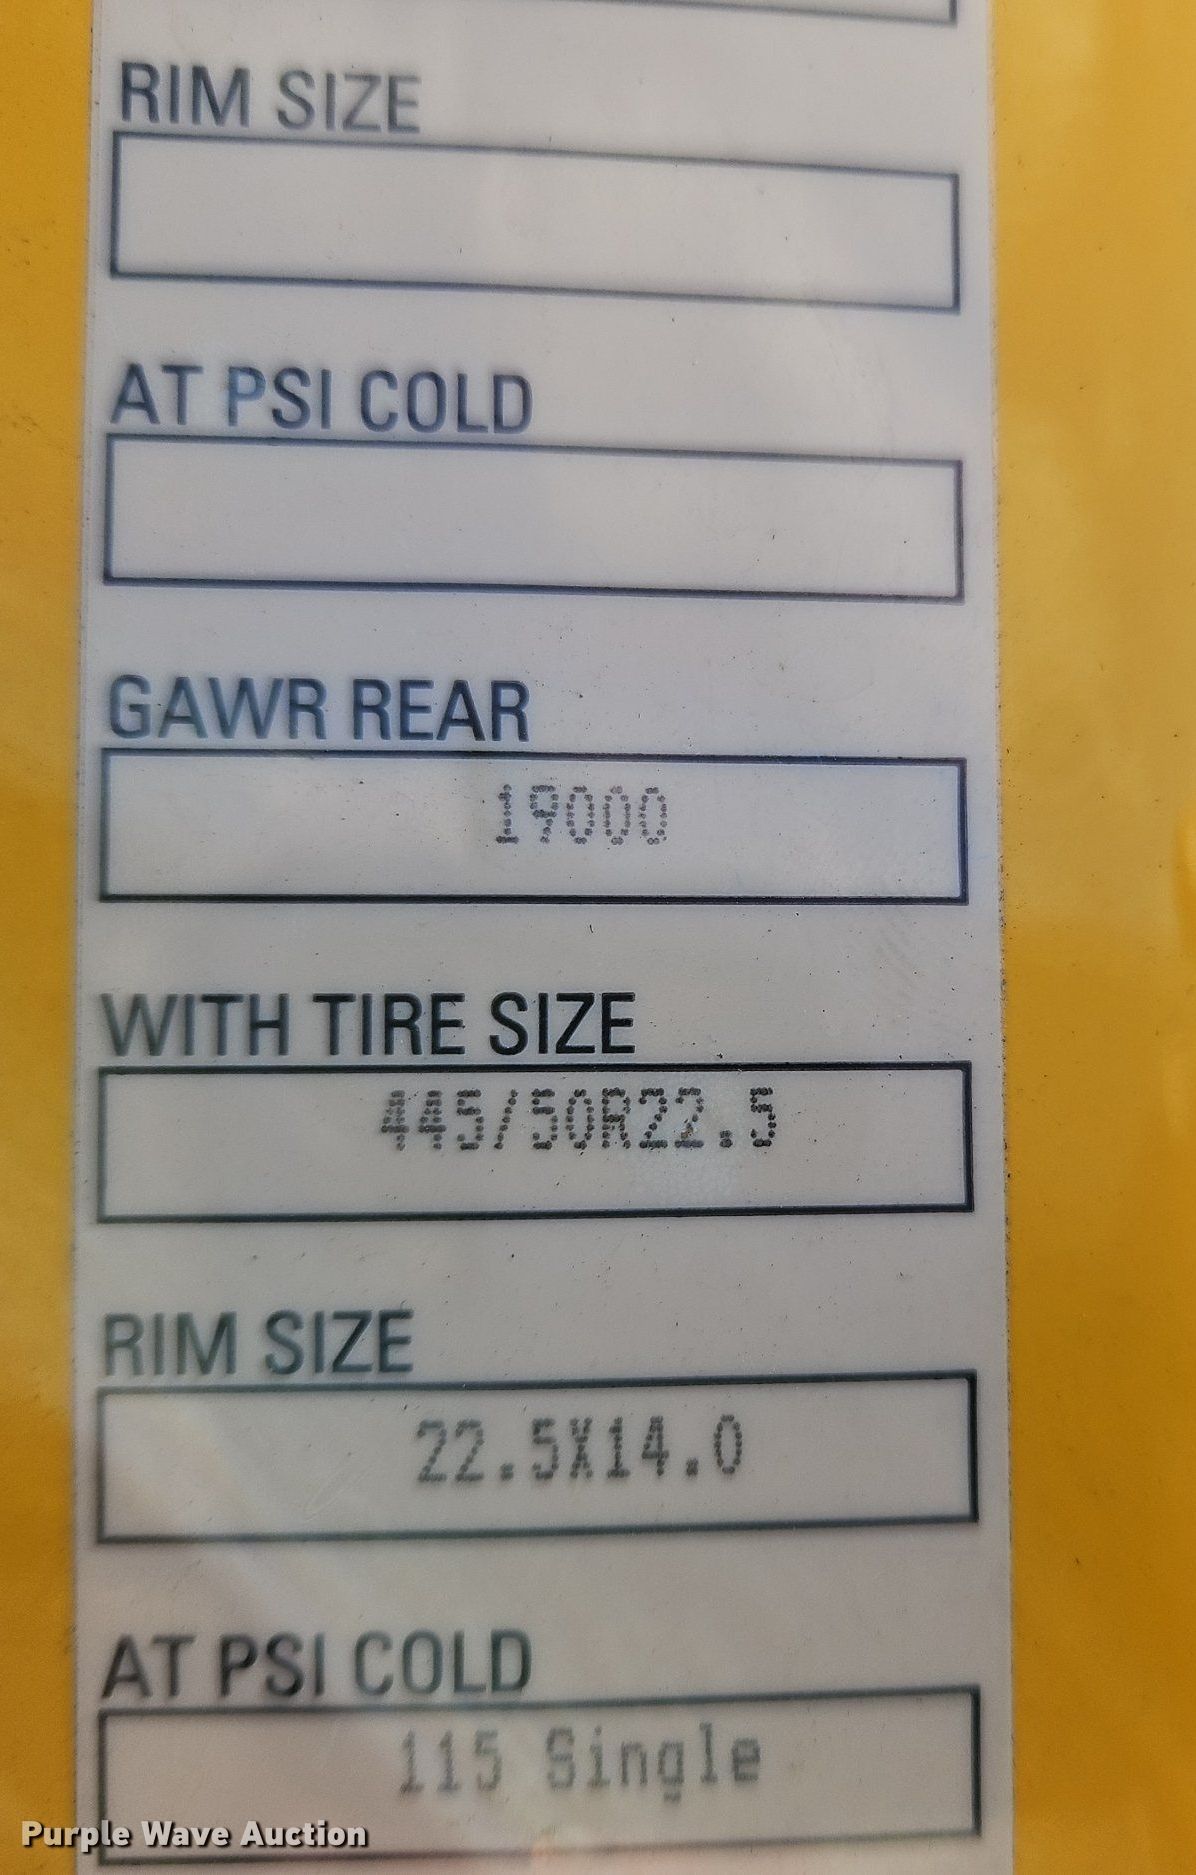 RIM SIZE
AT PSI COLD
GAWR REAR
19000
WITH TIRE SIZE
445/50R22.5
RIM SIZE
22.5X14.0
AT PSI COLD
115 Single
Purple Wave Auction